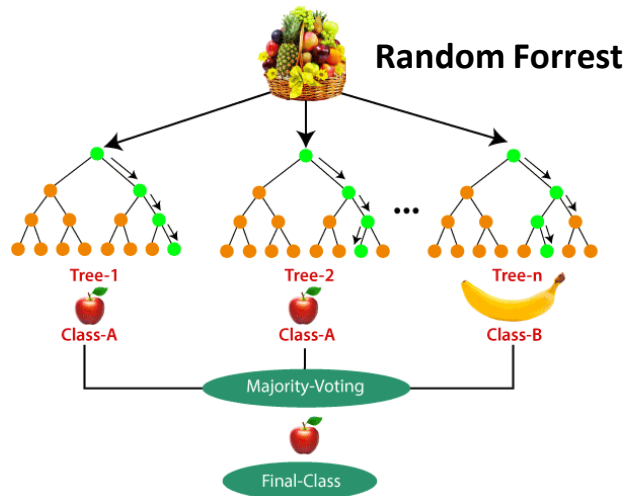 Random Forrest
...
Tree-1
Tree-2
Tree-n
Class-A
Class-A
Class-B
Majority-Voting
Final-Class